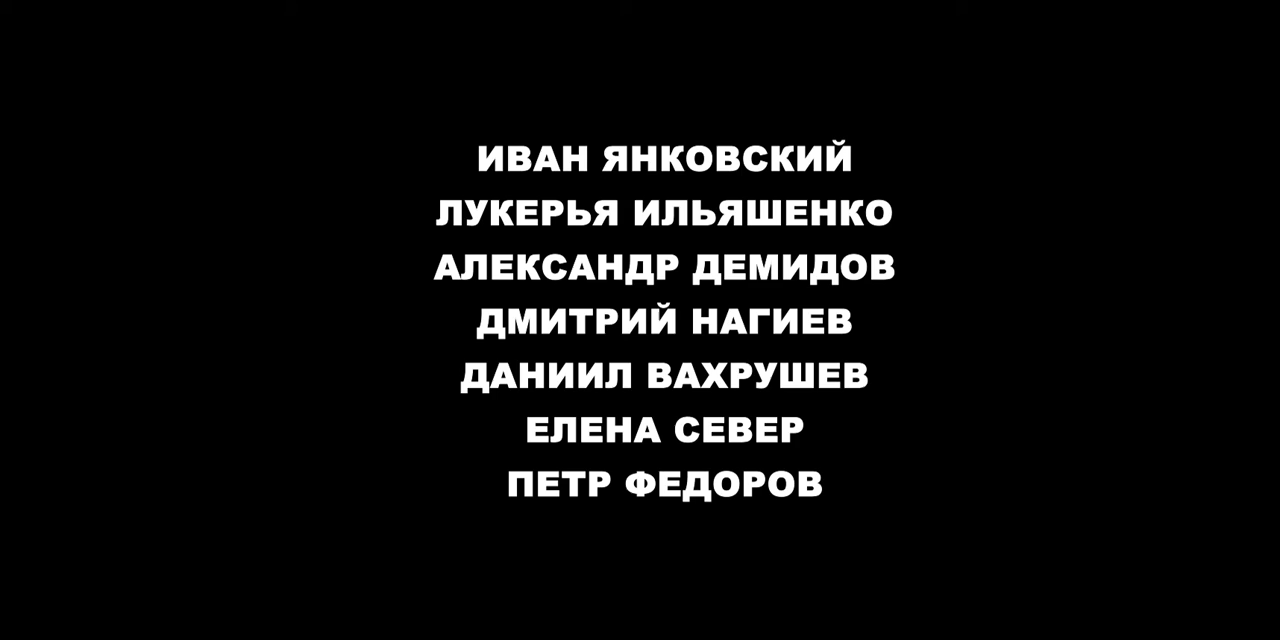 ИВАН ЯНКОВСКИЙ
ЛУКЕРЬЯ ИЛЬЯШЕНКО
АЛЕКСАНДР ДЕМИДОВ
ДМИТРИЙ НАГИЕВ
ДАНИИЛ ВАХРУШЕВ
ЕЛЕНА СЕВЕР
ПЕТР ФЕДОРОВ